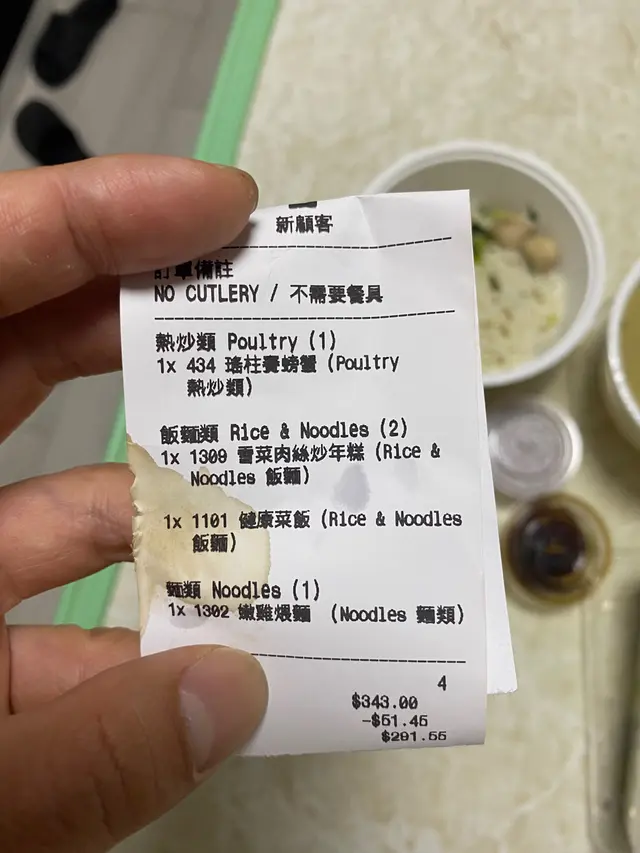 新顧客
訂單備註
NO CUTLERY / 不需要餐具
熱炒類 Poultry (1)
1x 434 瑤柱賽螃蟹 (Poultry
熱炒類)
飯麵類 Rice & Noodles (2)
1x 1309 雪菜肉絲炒年糕 (Rice &
Noodles 飯麵)
1x 1101 健康菜飯 (Rice & Noodles
飯麵)
麵類 Noodles (1)
1x 1302 嫩雞煨麵 (Noodles 麵類)
4
$343.00
-$51.45
$291.55